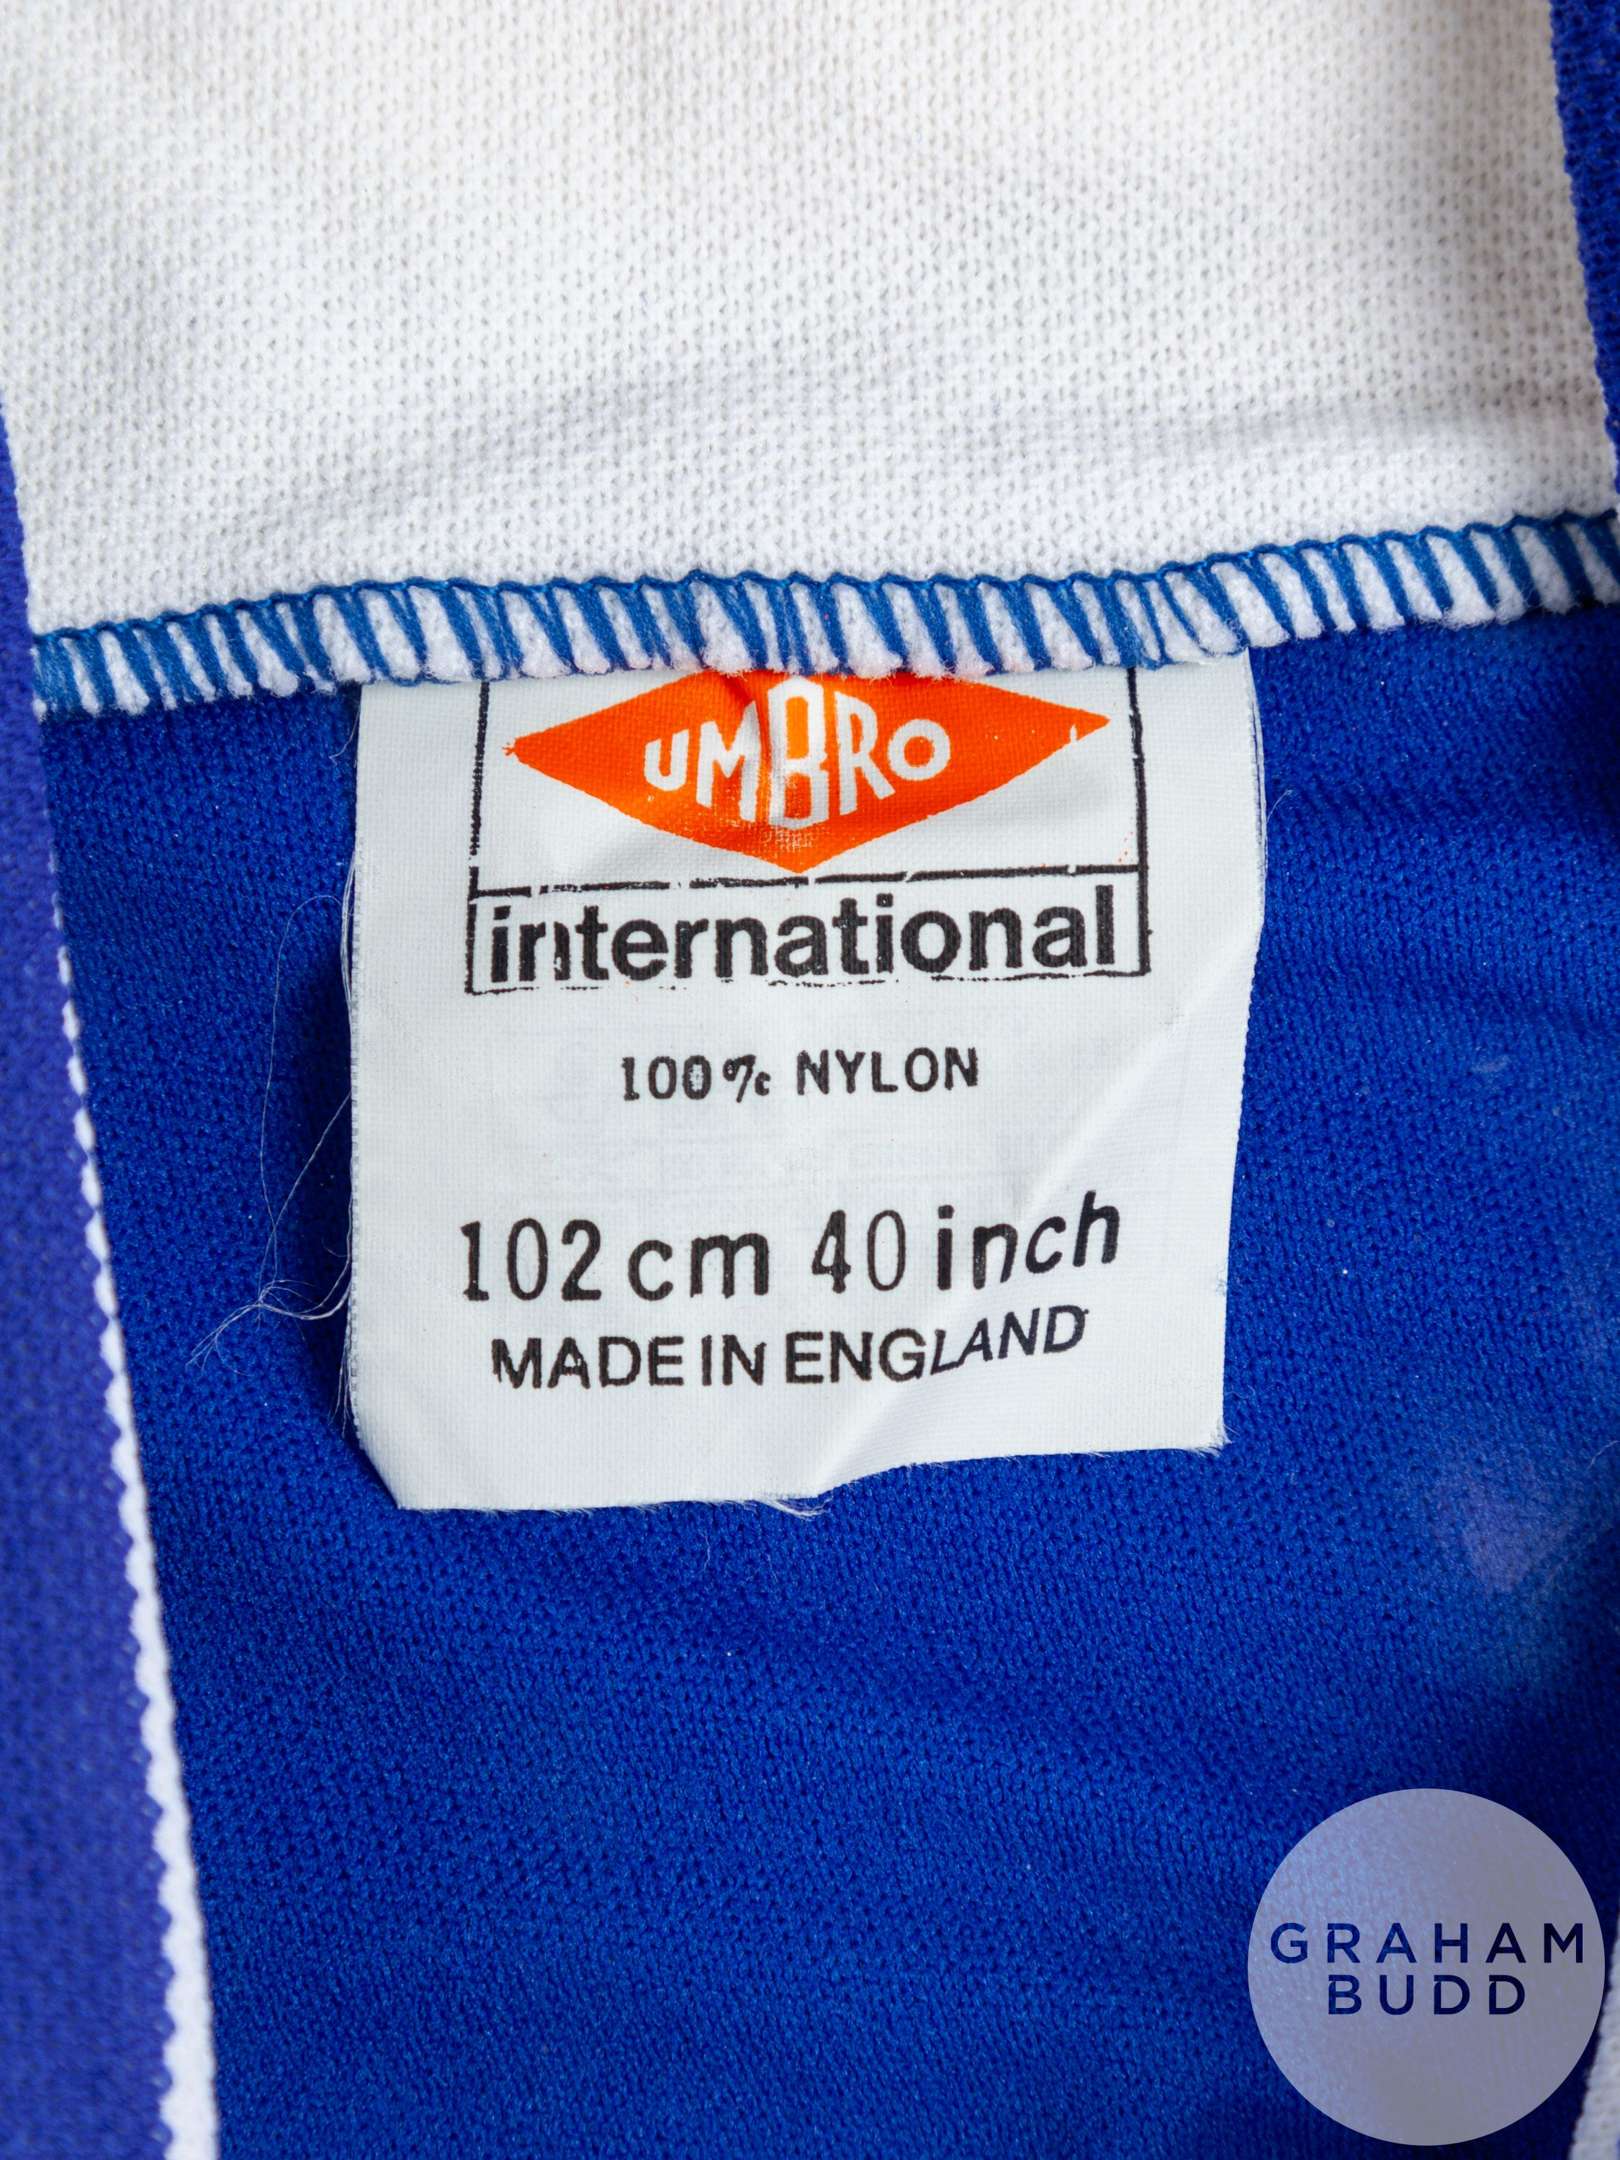 UMBRO
international
100% NYLON
102 cm 40 inch
MADE IN ENGLAND
GRAHAM
BUDD